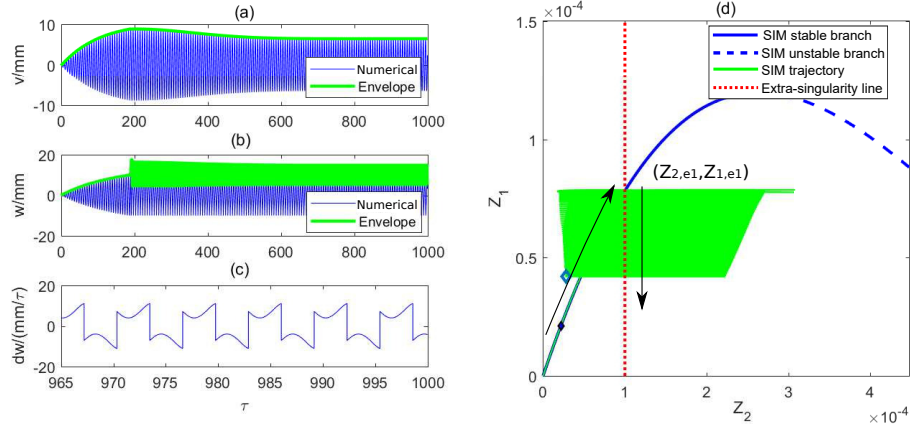 (a)
10
0
-10
v/mm
Numerical
Envelope
0 200 400 600 800 1000
(b)
20
0
-20
w/mm
Numerical
Envelope
0 200 400 600 800 1000
(c)
20
0
-20
dw/(mm/τ)
965 970 975 980 985 990 995 1000
τ
(d)
×10⁻⁴
1.5
1
0.5
0
Z₁
SIM stable branch
SIM unstable branch
SIM trajectory
Extra-singularity line
(Z₂,ₑ₁,Z₁,ₑ₁)
0 1 2 3 4
Z₂
×10⁻⁴